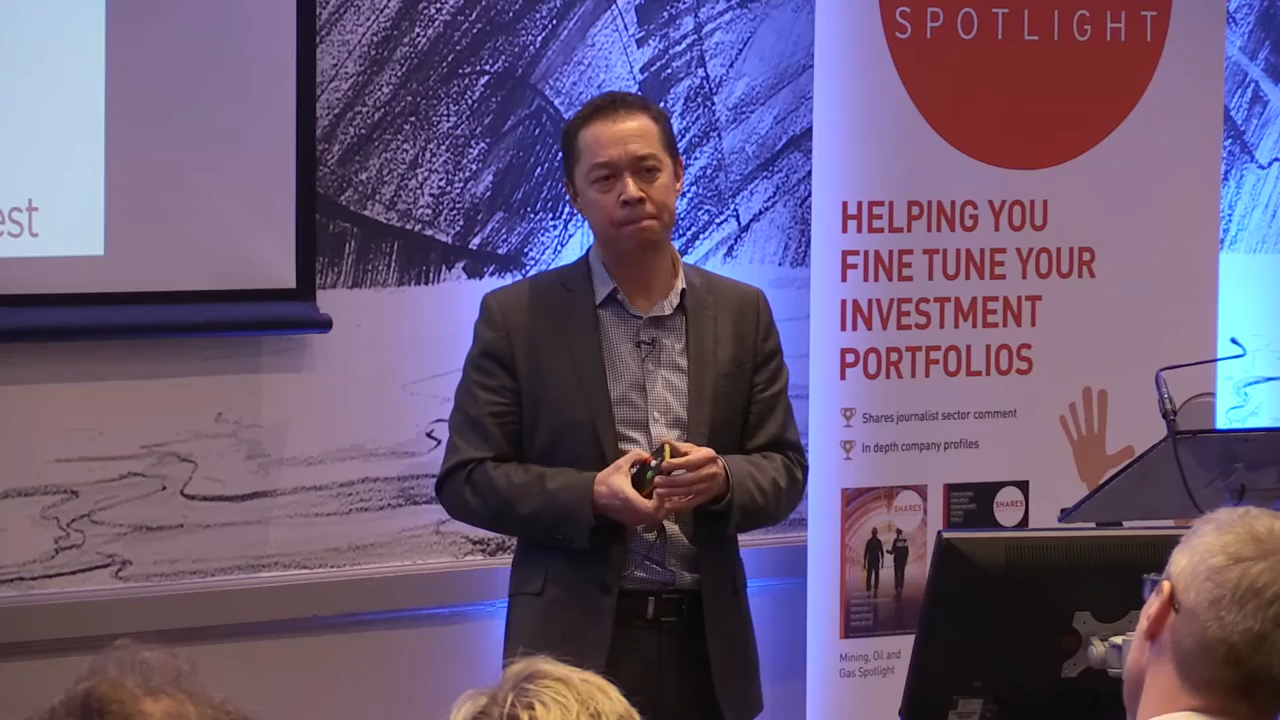 est
SPOTLIGHT
HELPING YOU
FINE TUNE YOUR
INVESTMENT
PORTFOLIOS
Shares journalist sector comment
In depth company profiles
SHARES
SHARES
Mining, Oil and
Gas Spotlight